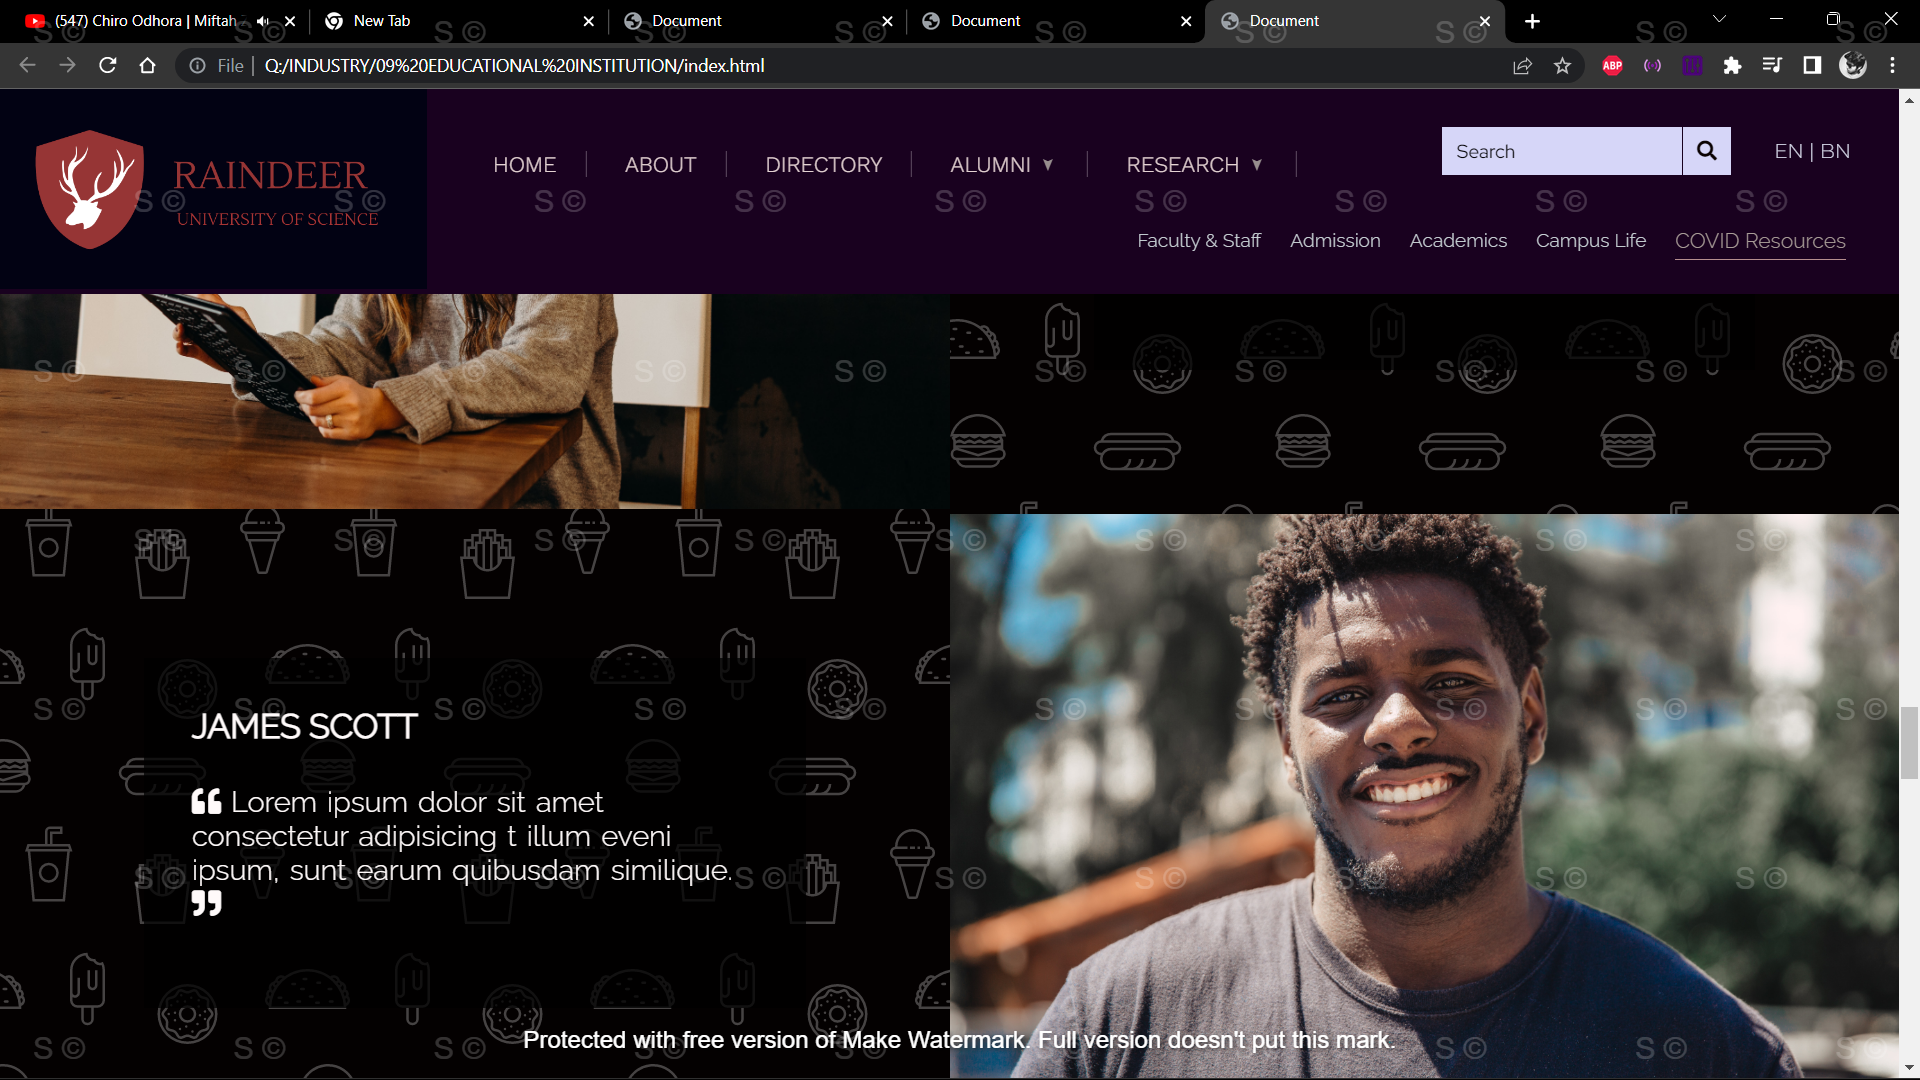 (547) Chiro Odhora | Miftah
New Tab
Document
Document
Document
File
Q:/INDUSTRY/09%20EDUCATIONAL%20INSTITUTION/index.html
ABP
RAINDEER
UNIVERSITY OF SCIENCE
HOME
ABOUT
DIRECTORY
ALUMNI ▼
RESEARCH ▼
Search
EN | BN
Faculty & Staff
Admission
Academics
Campus Life
COVID Resources
S ©
JAMES SCOTT
“ Lorem ipsum dolor sit amet
consectetur adipisicing t illum eveni
ipsum, sunt earum quibusdam similique.
”
Protected with free version of Make Watermark. Full version doesn't put this mark.